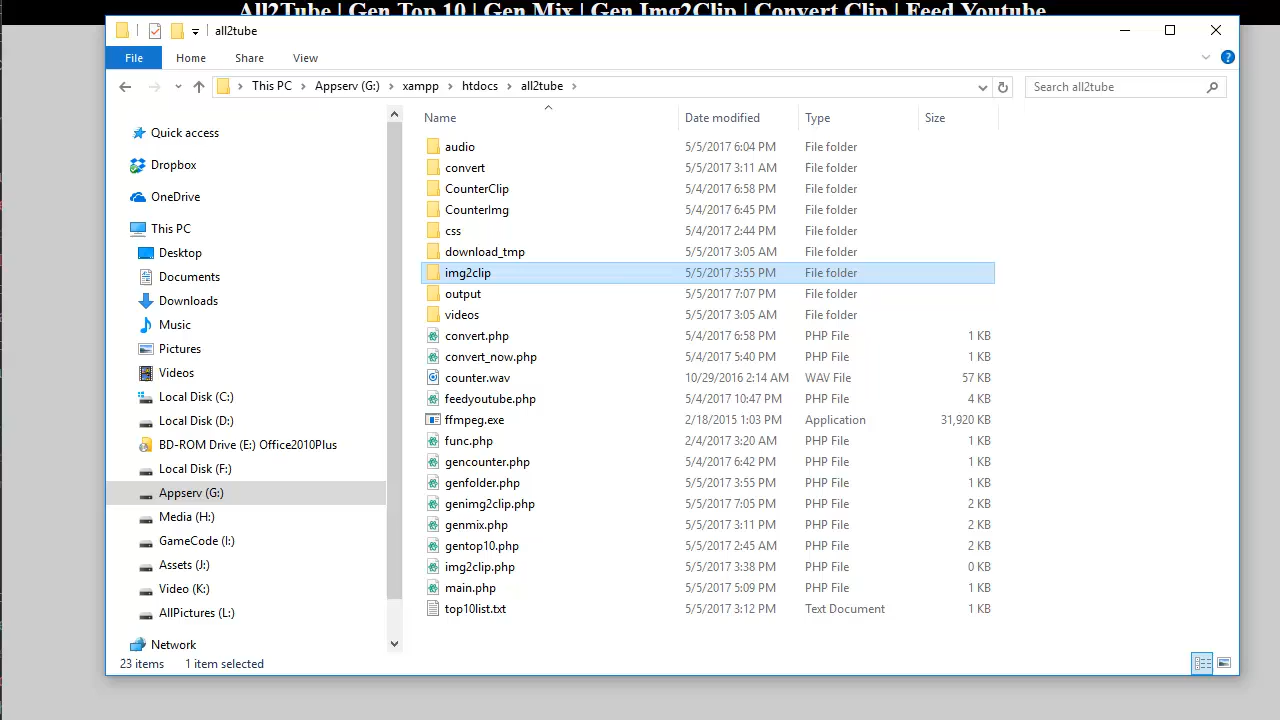 All2Tube | Gen Top 10 | Gen Mix | Gen Img2Clip | Convert Clip | Feed Youtube
all2tube
File Home Share View
This PC Appserv (G:) xampp htdocs all2tube
Search all2tube
Name Date modified Type Size
Quick access
Dropbox
OneDrive
This PC
Desktop
Documents
Downloads
Music
Pictures
Videos
Local Disk (C:)
Local Disk (D:)
BD-ROM Drive (E:) Office2010Plus
Local Disk (F:)
Appserv (G:)
Media (H:)
GameCode (I:)
Assets (J:)
Video (K:)
AllPictures (L:)
Network
audio 5/5/2017 6:04 PM File folder
convert 5/5/2017 3:11 AM File folder
CounterClip 5/4/2017 6:58 PM File folder
CounterImg 5/4/2017 6:45 PM File folder
css 5/4/2017 2:44 PM File folder
download_tmp 5/5/2017 3:05 AM File folder
img2clip 5/5/2017 3:55 PM File folder
output 5/5/2017 7:07 PM File folder
videos 5/5/2017 3:05 AM File folder
convert.php 5/4/2017 6:58 PM PHP File 1 KB
convert_now.php 5/4/2017 5:40 PM PHP File 1 KB
counter.wav 10/29/2016 2:14 AM WAV File 57 KB
feedyoutube.php 5/4/2017 10:47 PM PHP File 4 KB
ffmpeg.exe 2/18/2015 1:03 PM Application 31,920 KB
func.php 2/4/2017 3:20 AM PHP File 1 KB
gencounter.php 5/4/2017 6:42 PM PHP File 1 KB
genfolder.php 5/5/2017 3:55 PM PHP File 1 KB
genimg2clip.php 5/5/2017 7:05 PM PHP File 2 KB
genmix.php 5/5/2017 3:11 AM PHP File 2 KB
gentop10.php 5/5/2017 2:45 AM PHP File 2 KB
img2clip.php 5/5/2017 3:38 PM PHP File 0 KB
main.php 5/5/2017 5:09 PM PHP File 1 KB
top10list.txt 5/5/2017 3:12 PM Text Document 1 KB
23 items 1 item selected